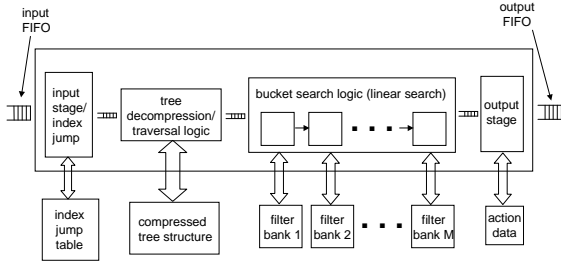 input
FIFO
output
FIFO
input
stage/
index
jump
tree
decompression/
traversal logic
bucket search logic (linear search)
output
stage
index
jump
table
compressed
tree structure
filter
bank 1
filter
bank 2
filter
bank M
action
data